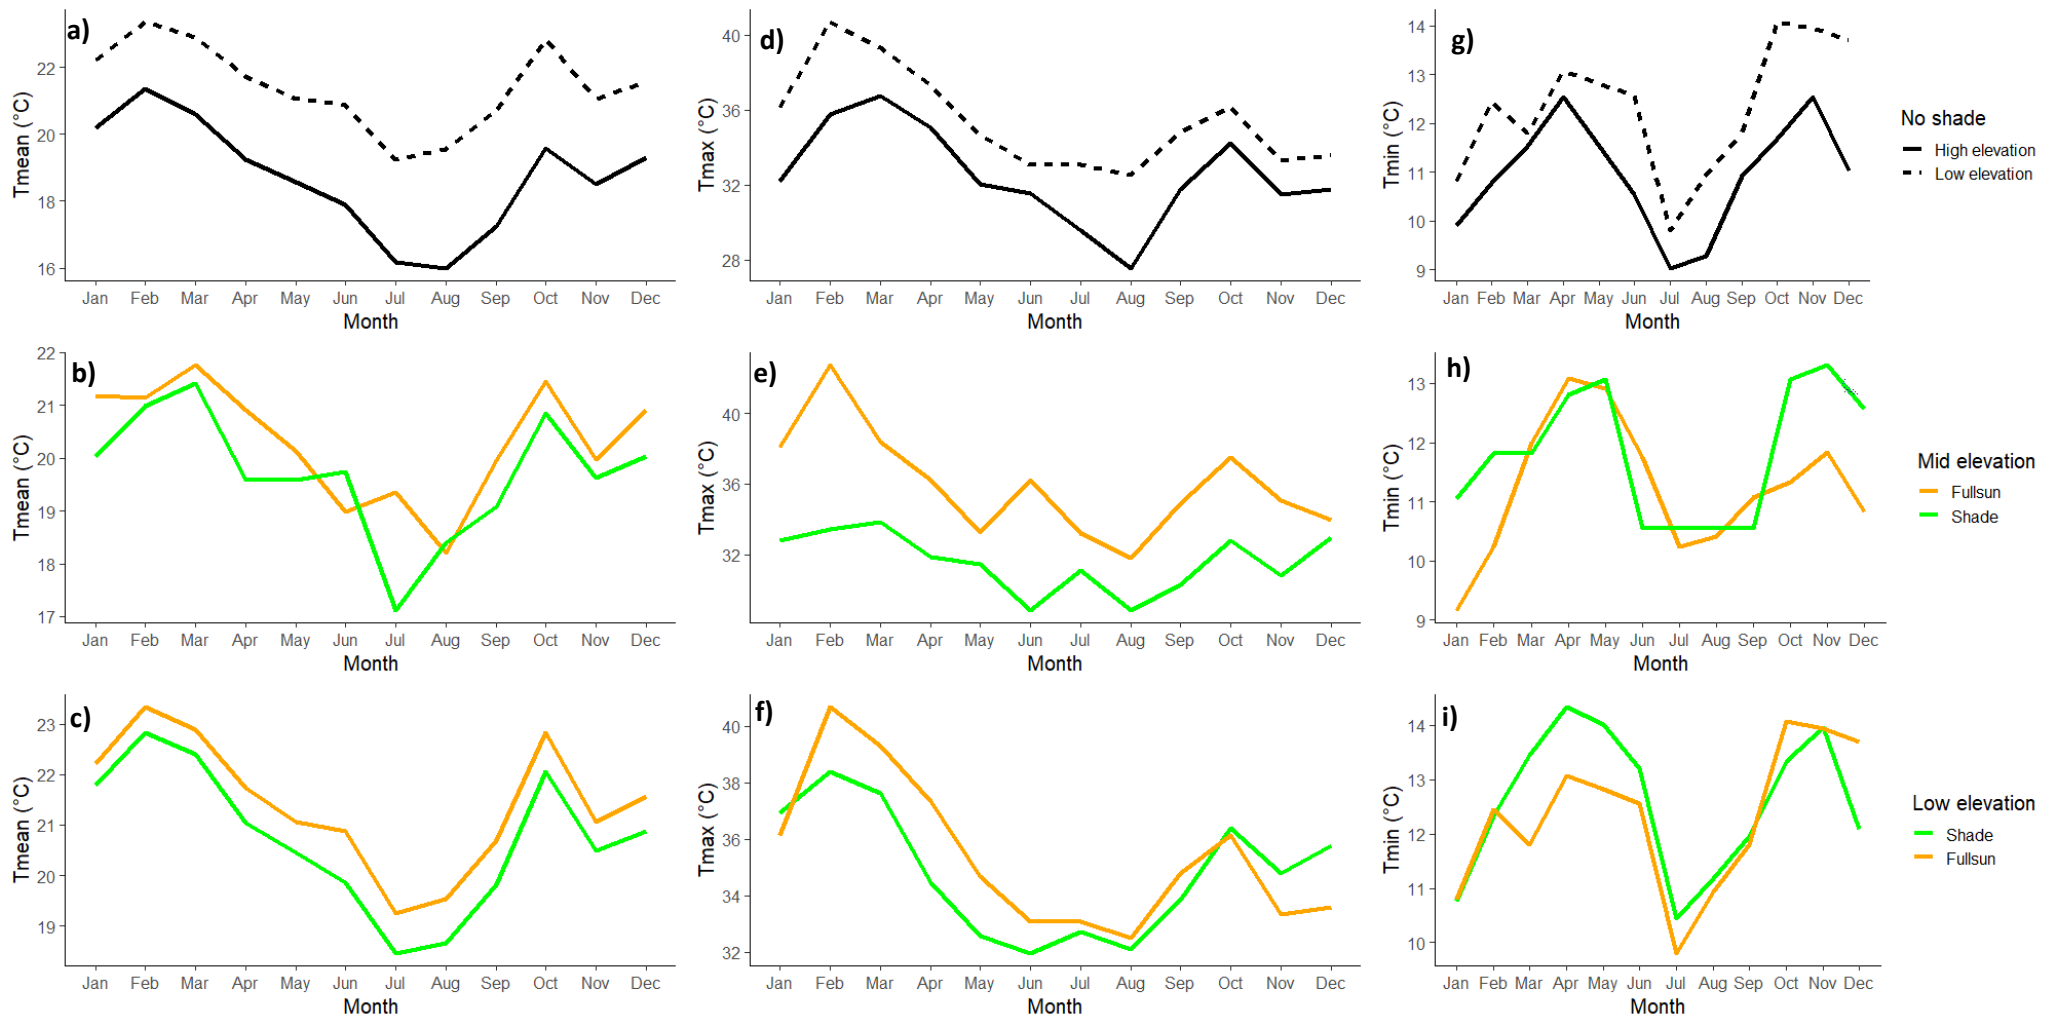 a)
Tmean (°C)
22
20
18
16
Jan Feb Mar Apr May Jun Jul Aug Sep Oct Nov Dec
Month
d)
Tmax (°C)
40
36
32
28
Jan Feb Mar Apr May Jun Jul Aug Sep Oct Nov Dec
Month
g)
Tmin (°C)
14
13
12
11
10
9
Jan Feb Mar Apr May Jun Jul Aug Sep Oct Nov Dec
Month
No shade
High elevation
Low elevation
b)
Tmean (°C)
22
21
20
19
18
17
Jan Feb Mar Apr May Jun Jul Aug Sep Oct Nov Dec
Month
e)
Tmax (°C)
40
36
32
Jan Feb Mar Apr May Jun Jul Aug Sep Oct Nov Dec
Month
h)
Tmin (°C)
13
12
11
10
9
Jan Feb Mar Apr May Jun Jul Aug Sep Oct Nov Dec
Month
Mid elevation
Fullsun
Shade
c)
Tmean (°C)
23
22
21
20
19
Jan Feb Mar Apr May Jun Jul Aug Sep Oct Nov Dec
Month
f)
Tmax (°C)
40
38
36
34
32
Jan Feb Mar Apr May Jun Jul Aug Sep Oct Nov Dec
Month
i)
Tmin (°C)
14
13
12
11
10
Jan Feb Mar Apr May Jun Jul Aug Sep Oct Nov Dec
Month
Low elevation
Shade
Fullsun